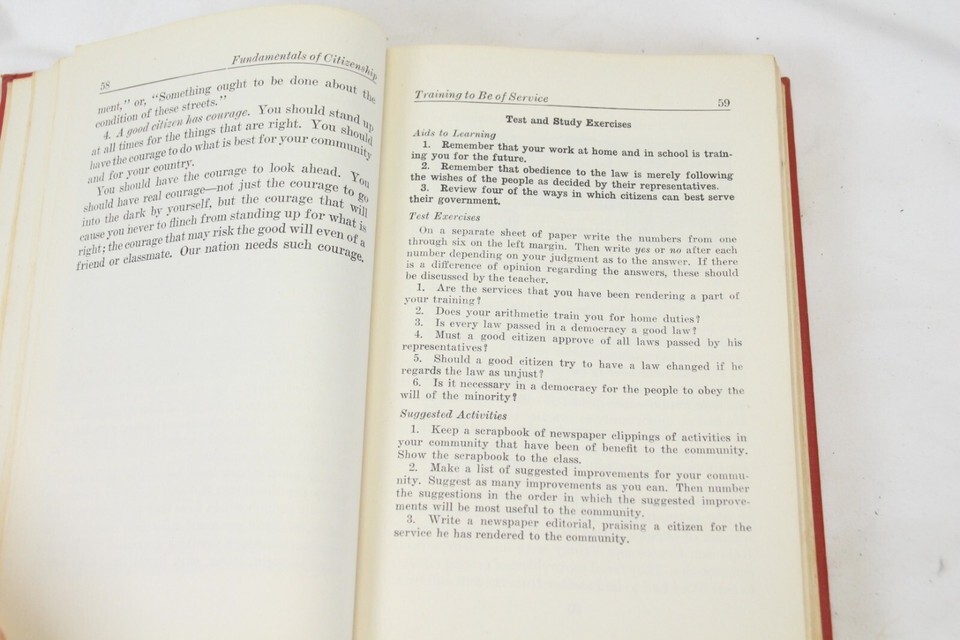 58
Fundamentals of Citizenship
ment," or, "Something ought to be done about the
condition of these streets."
4. A good citizen has courage. You should stand up
at all times for the things that are right. You should
have the courage to do what is best for your community
and for your country.
You should have the courage to look ahead. You
should have real courage—not just the courage to go
into the dark by yourself, but the courage that will
cause you never to flinch from standing up for what is
right; the courage that may risk the good will even of a
friend or classmate. Our nation needs such courage.
Training to Be of Service
59
Test and Study Exercises
Aids to Learning
1. Remember that your work at home and in school is train-
ing you for the future.
2. Remember that obedience to the law is merely following
the wishes of the people as decided by their representatives.
3. Review four of the ways in which citizens can best serve
their government.
Test Exercises
On a separate sheet of paper write the numbers from one
through six on the left margin. Then write yes or no after each
number depending on your judgment as to the answer. If there
is a difference of opinion regarding the answers, these should
be discussed by the teacher.
1. Are the services that you have been rendering a part of
your training?
2. Does your arithmetic train you for home duties?
3. Is every law passed in a democracy a good law?
4. Must a good citizen approve of all laws passed by his
representatives?
5. Should a good citizen try to have a law changed if he
regards the law as unjust?
6. Is it necessary in a democracy for the people to obey the
will of the minority?
Suggested Activities
1. Keep a scrapbook of newspaper clippings of activities in
your community that have been of benefit to the community.
Show the scrapbook to the class.
2. Make a list of suggested improvements for your commu-
nity. Suggest as many improvements as you can. Then number
the suggestions in the order in which the suggested improve-
ments will be most useful to the community.
3. Write a newspaper editorial, praising a citizen for the
service he has rendered to the community.